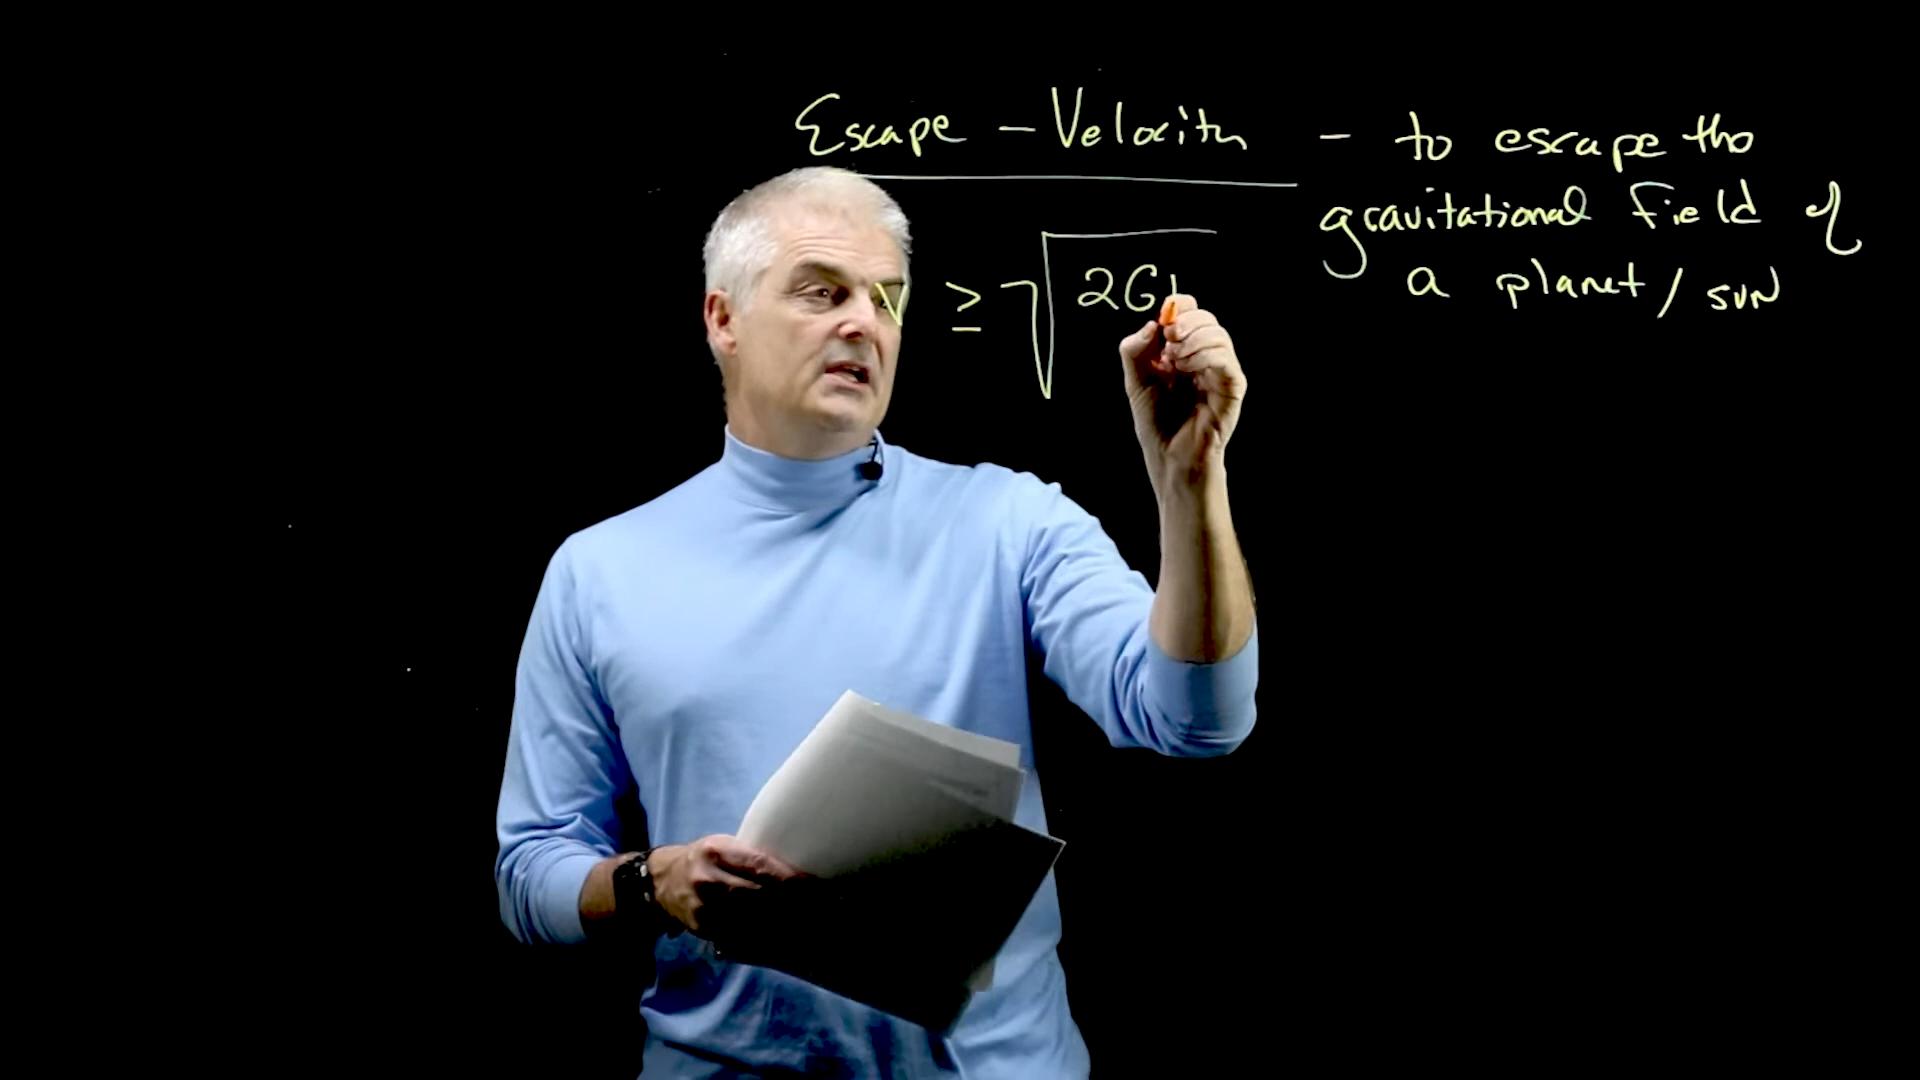 Escape - Velocity - to escape the
gravitational field of
a planet / sun
V ≥ √2G